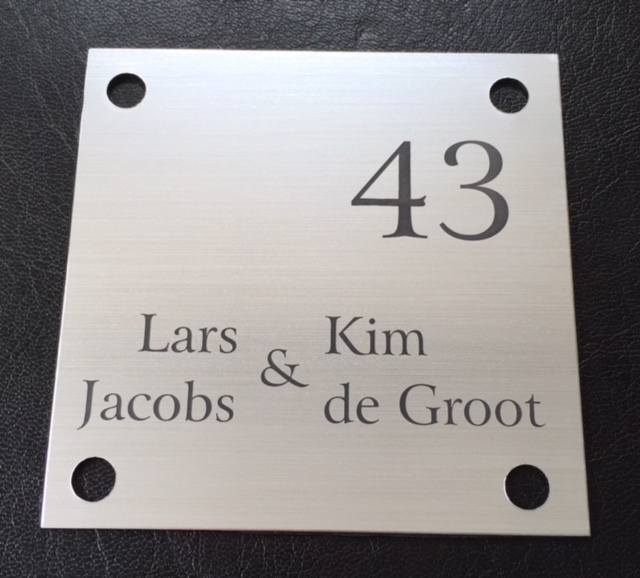 43
Lars
Jacobs
&
Kim
de Groot